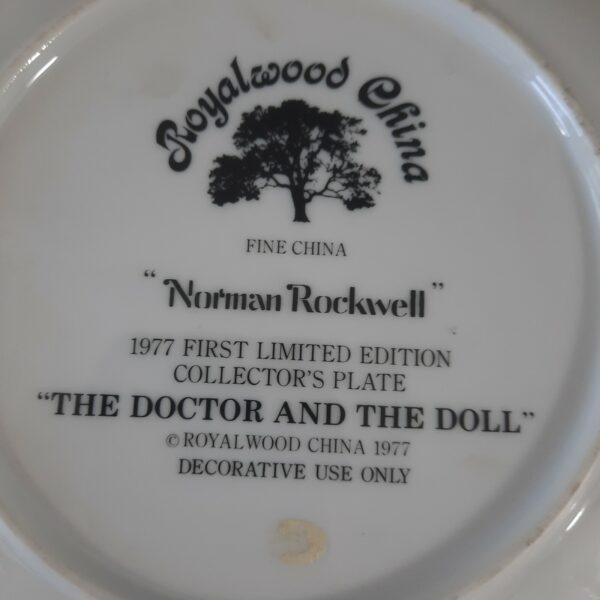 Royalwood China
FINE CHINA
"Norman Rockwell"
1977 FIRST LIMITED EDITION
COLLECTOR'S PLATE
"THE DOCTOR AND THE DOLL"
© ROYALWOOD CHINA 1977
DECORATIVE USE ONLY